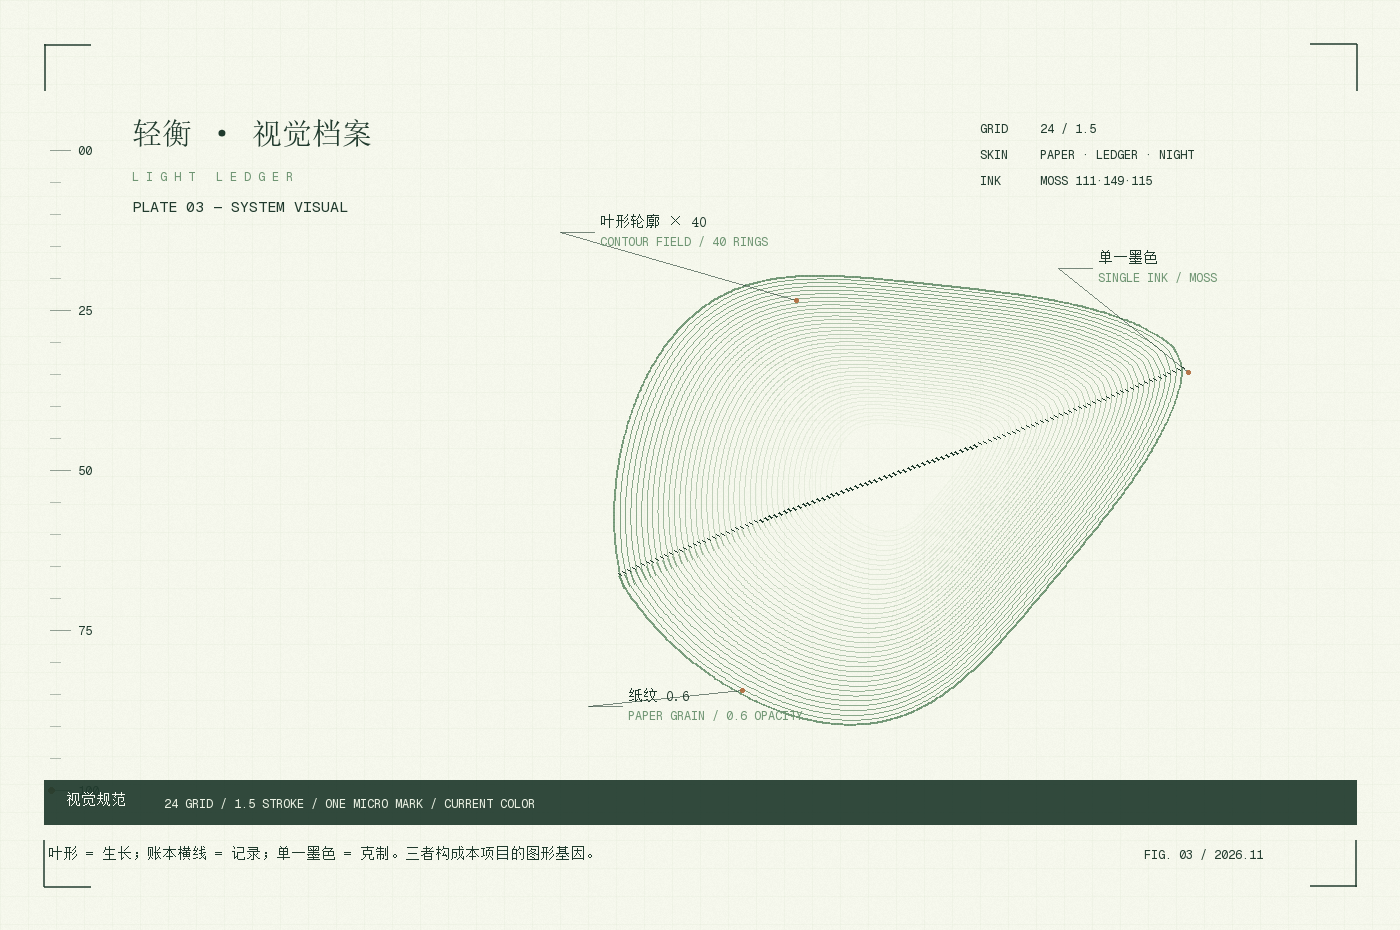 轻衡 · 视觉档案
LIGHT LEDGER
PLATE 03 — SYSTEM VISUAL
GRID 24 / 1.5
SKIN PAPER · LEDGER · NIGHT
INK MOSS 111·149·115
00
25
50
75
叶形轮廓 × 40
CONTOUR FIELD / 40 RINGS
单一墨色
SINGLE INK / MOSS
纸纹 0.6
PAPER GRAIN / 0.6 OPACITY
视觉规范 24 GRID / 1.5 STROKE / ONE MICRO MARK / CURRENT COLOR
叶形 = 生长；账本横线 = 记录；单一墨色 = 克制。三者构成本项目的图形基因。
FIG. 03 / 2026.11